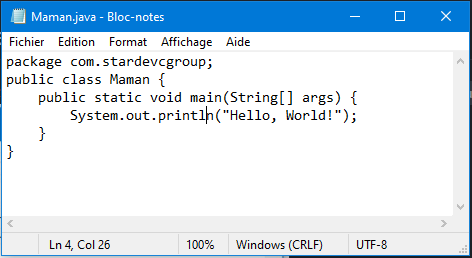 Maman.java - Bloc-notes
Fichier Edition Format Affichage Aide
package com.stardevcgroup;
public class Maman {
    public static void main(String[] args) {
        System.out.println("Hello, World!");
    }
}
Ln 4, Col 26 100% Windows (CRLF) UTF-8